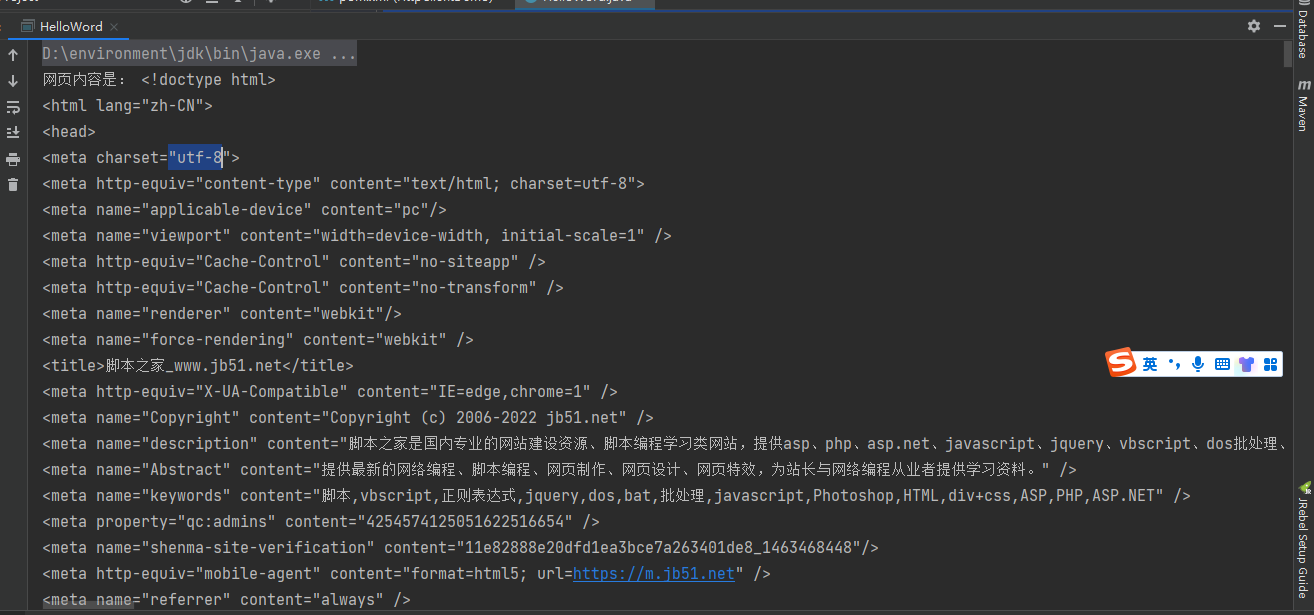 HelloWord
D:\environment\jdk\bin\java.exe ...
网页内容是: <!doctype html>
<html lang="zh-CN">
<head>
<meta charset="utf-8">
<meta http-equiv="content-type" content="text/html; charset=utf-8">
<meta name="applicable-device" content="pc"/>
<meta name="viewport" content="width=device-width, initial-scale=1" />
<meta http-equiv="Cache-Control" content="no-siteapp" />
<meta http-equiv="Cache-Control" content="no-transform" />
<meta name="renderer" content="webkit"/>
<meta name="force-rendering" content="webkit" />
<title>脚本之家_www.jb51.net</title>
<meta http-equiv="X-UA-Compatible" content="IE=edge,chrome=1" />
<meta name="Copyright" content="Copyright (c) 2006-2022 jb51.net" />
<meta name="description" content="脚本之家是国内专业的网站建设资源、脚本编程学习类网站，提供asp、php、asp.net、javascript、jquery、vbscript、dos批处理、
<meta name="Abstract" content="提供最新的网络编程、脚本编程、网页制作、网页设计、网页特效，为站长与网络编程从业者提供学习资料。" />
<meta name="keywords" content="脚本,vbscript,正则表达式,jquery,dos,bat,批处理,javascript,Photoshop,HTML,div+css,ASP,PHP,ASP.NET" />
<meta property="qc:admins" content="4254574125051622516654" />
<meta name="shenma-site-verification" content="11e82888e20dfd1ea3bce7a263401de8_1463468448"/>
<meta http-equiv="mobile-agent" content="format=html5; url=https://m.jb51.net" />
<meta name="referrer" content="always" />
Database
m Maven
JRebel Setup Guide
S 英